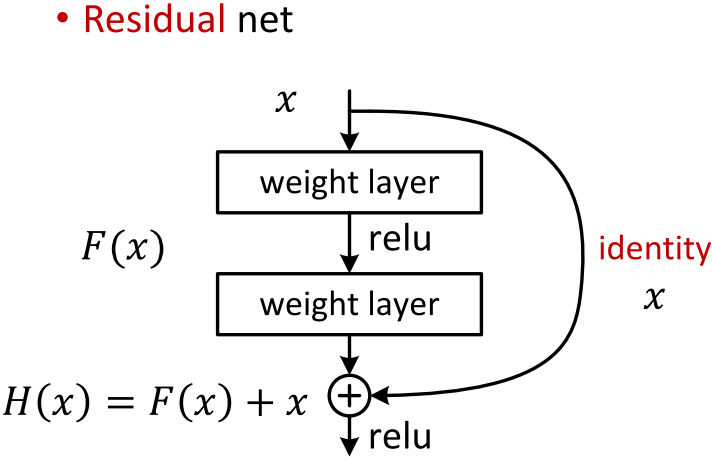 • Residual net
x
weight layer
relu
F(x)
identity
x
weight layer
H(x) = F(x) + x
+
relu